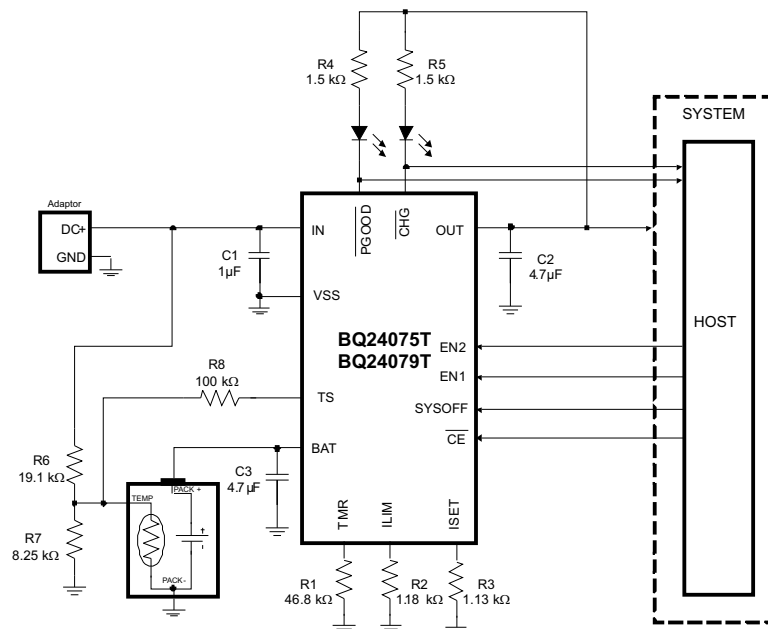 R4
1.5 kΩ
R5
1.5 kΩ
SYSTEM
Adaptor
DC+
GND
IN
PGOOD
CHG
OUT
C1
1µF
C2
4.7µF
VSS
HOST
BQ24075T
BQ24079T
EN2
EN1
R8
100 kΩ
TS
SYSOFF
CE
BAT
R6
19.1 kΩ
C3
4.7µF
PACK +
TEMP
R7
8.25 kΩ
PACK-
TMR
ILIM
ISET
R1
46.8 kΩ
R2
1.18 kΩ
R3
1.13 kΩ